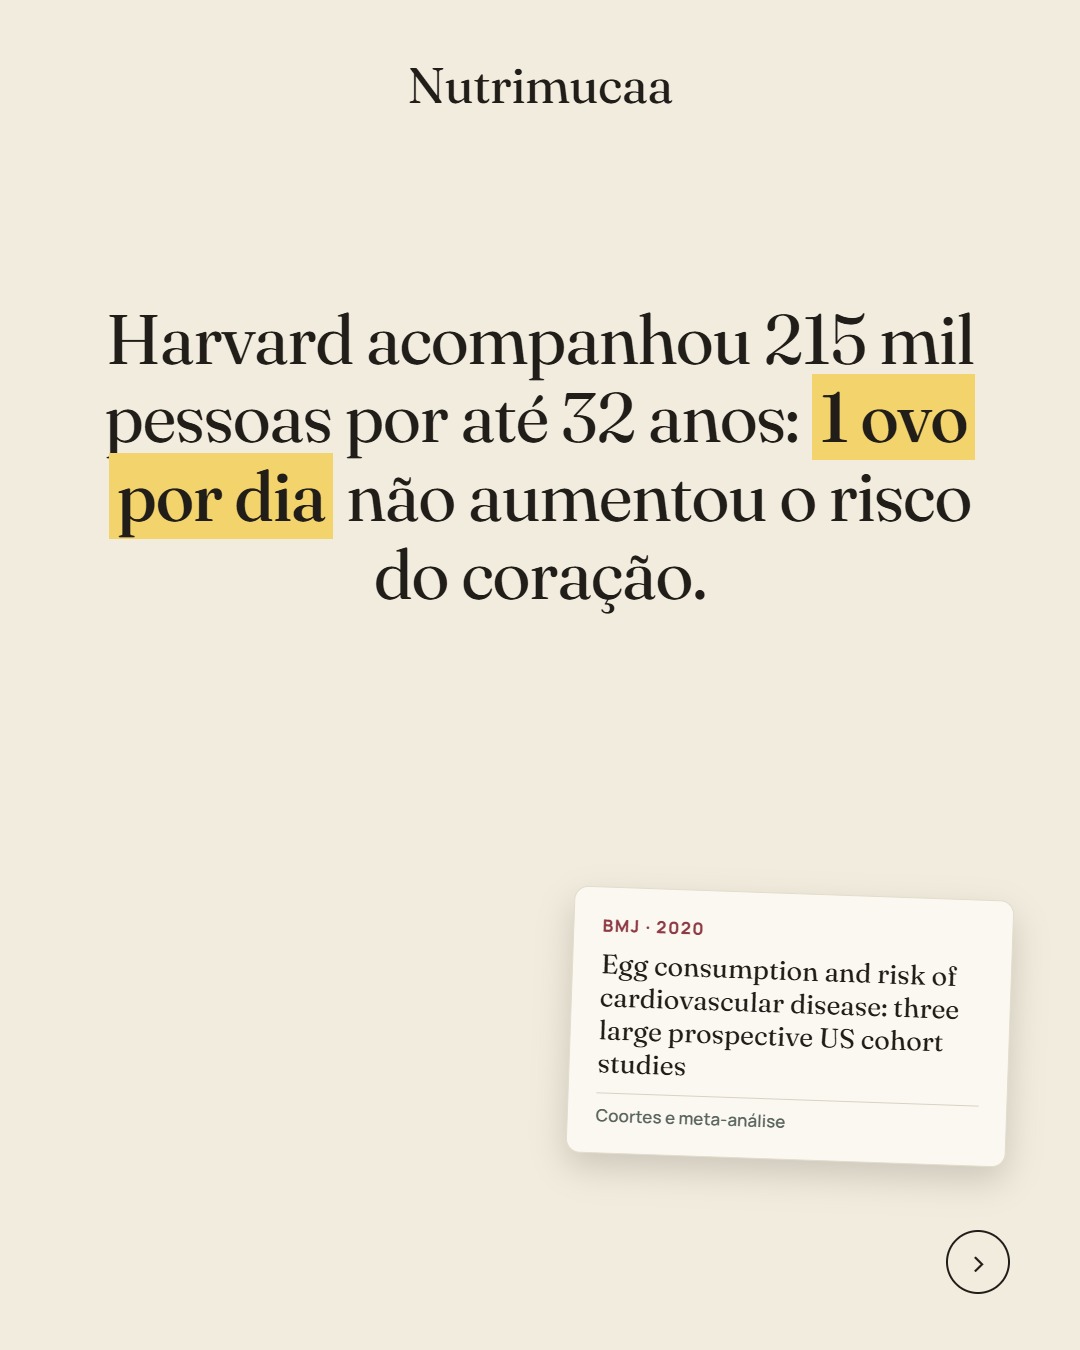 Nutrimucaa
Harvard acompanhou 215 mil
pessoas por até 32 anos: 1 ovo
por dia não aumentou o risco
do coração.
BMJ · 2020
Egg consumption and risk of
cardiovascular disease: three
large prospective US cohort
studies
Coortes e meta-análise